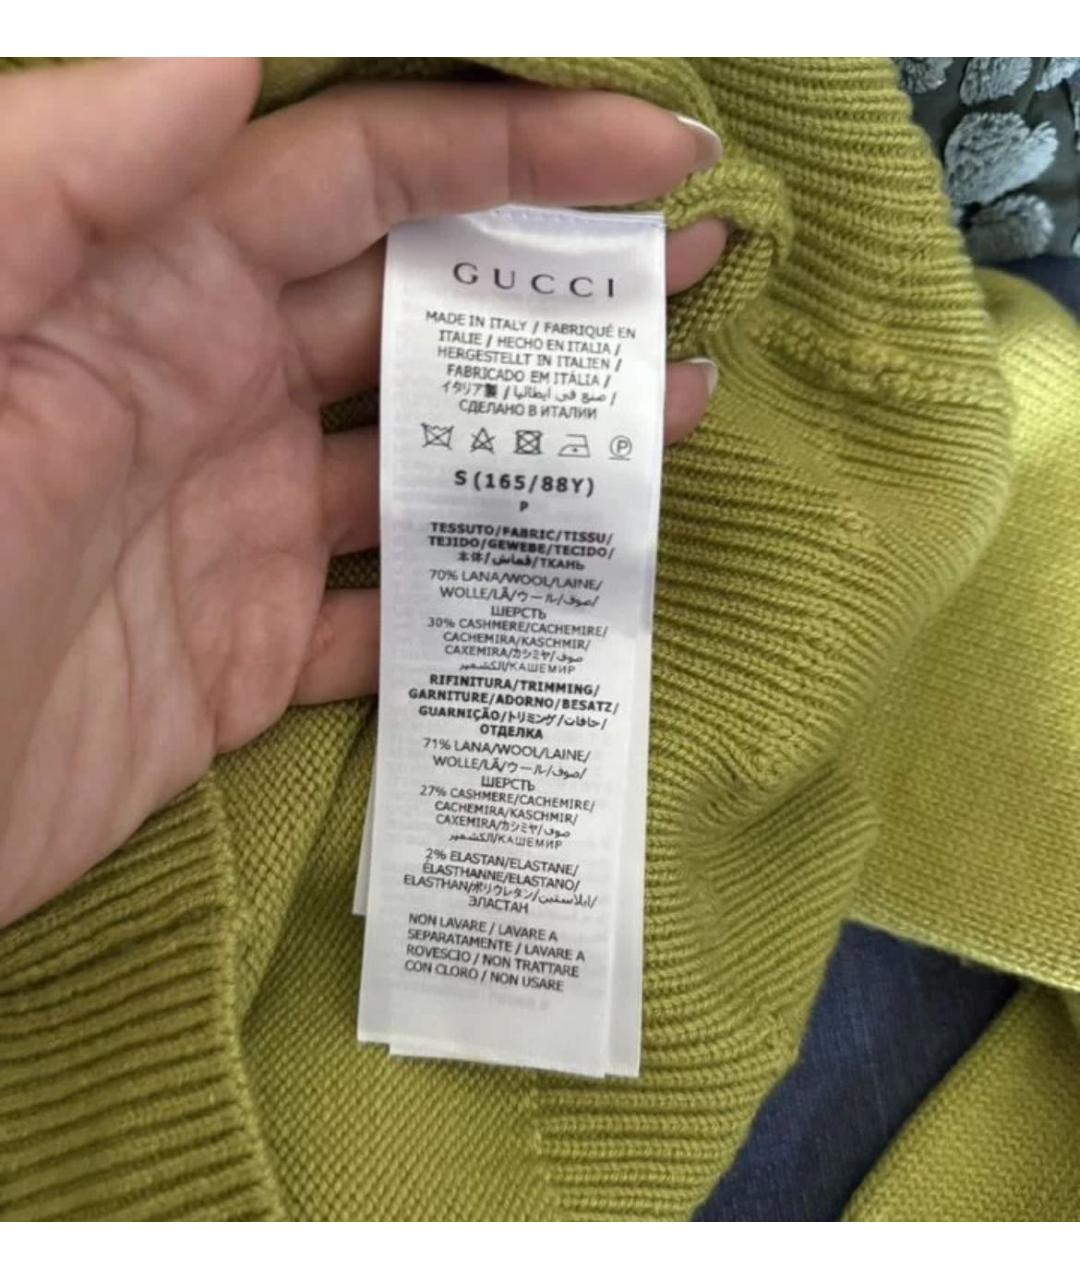 GUCCI
MADE IN ITALY / FABRIQUÉ EN
ITALIE / HECHO EN ITALIA /
HERGESTELLT IN ITALIEN /
FABRICADO EM ITÁLIA /
イタリア製 / صنع في ايطاليا /
СДЕЛАНО В ИТАЛИИ
P
S (165/88Y)
P
TESSUTO/FABRIC/TISSU/
TEJIDO/GEWEBE/TECIDO/
本体/قماش/ТКАНЬ
70% LANA/WOOL/LAINE/
WOLLE/LÃ/ウール/صوف/
ШЕРСТЬ
30% CASHMERE/CACHEMIRE/
CACHEMIRA/KASCHMIR/
CAXEMIRA/カシミヤ/صوف
الكشمير/КАШЕМИР
RIFINITURA/TRIMMING/
GARNITURE/ADORNO/BESATZ/
GUARNIÇÃO/トリミング/حافات/
ОТДЕЛКА
71% LANA/WOOL/LAINE/
WOLLE/LÃ/ウール/صوف/
ШЕРСТЬ
27% CASHMERE/CACHEMIRE/
CACHEMIRA/KASCHMIR/
CAXEMIRA/カシミヤ/صوف
الكشمير/КАШЕМИР
2% ELASTAN/ELASTANE/
ÉLASTHANNE/ELASTANO/
ELASTHAN/ポリウレタン/ايلاستين/
ЭЛАСТАН
NON LAVARE / LAVARE A
SEPARATAMENTE / LAVARE A
ROVESCIO / NON TRATTARE
CON CLORO / NON USARE